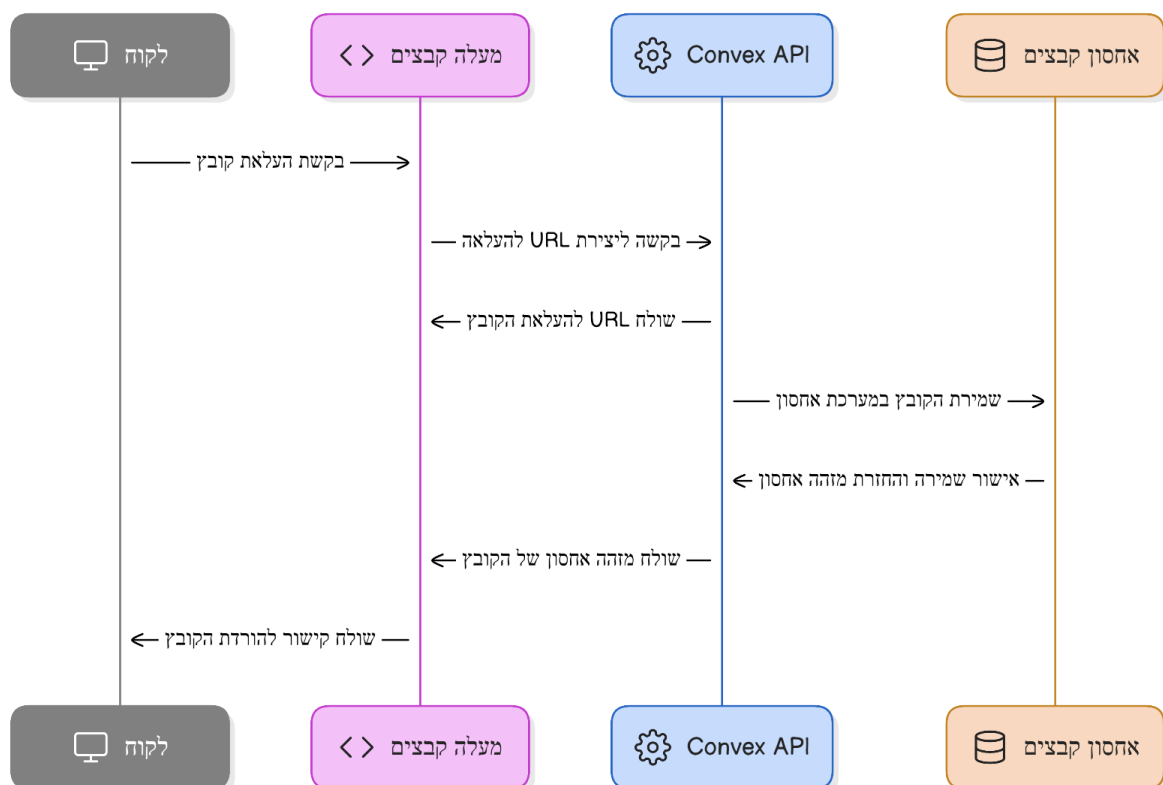 לקוח
מעלה קבצים
Convex API
אחסון קבצים
בקשת העלאת קובץ
בקשה ליצירת URL להעלאה
שולח URL להעלאת הקובץ
שמירת הקובץ במערכת אחסון
אישור שמירה והחזרת מזהה אחסון
שולח מזהה אחסון של הקובץ
שולח קישור להורדת הקובץ
לקוח
מעלה קבצים
Convex API
אחסון קבצים